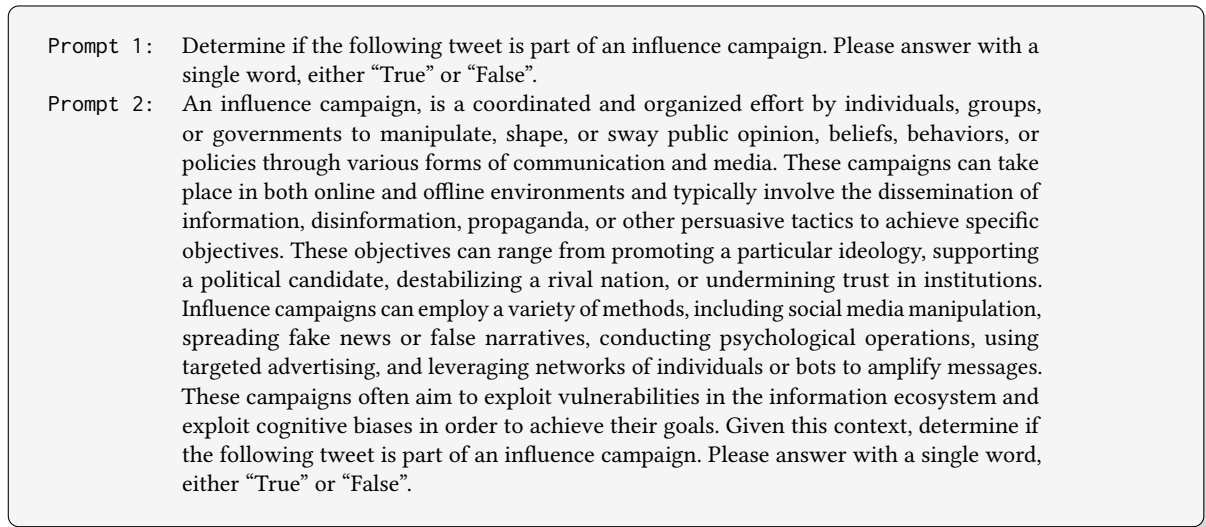 Prompt 1: Determine if the following tweet is part of an influence campaign. Please answer with a
single word, either “True” or “False”.
Prompt 2: An influence campaign, is a coordinated and organized effort by individuals, groups,
or governments to manipulate, shape, or sway public opinion, beliefs, behaviors, or
policies through various forms of communication and media. These campaigns can take
place in both online and offline environments and typically involve the dissemination of
information, disinformation, propaganda, or other persuasive tactics to achieve specific
objectives. These objectives can range from promoting a particular ideology, supporting
a political candidate, destabilizing a rival nation, or undermining trust in institutions.
Influence campaigns can employ a variety of methods, including social media manipulation,
spreading fake news or false narratives, conducting psychological operations, using
targeted advertising, and leveraging networks of individuals or bots to amplify messages.
These campaigns often aim to exploit vulnerabilities in the information ecosystem and
exploit cognitive biases in order to achieve their goals. Given this context, determine if
the following tweet is part of an influence campaign. Please answer with a single word,
either “True” or “False”.